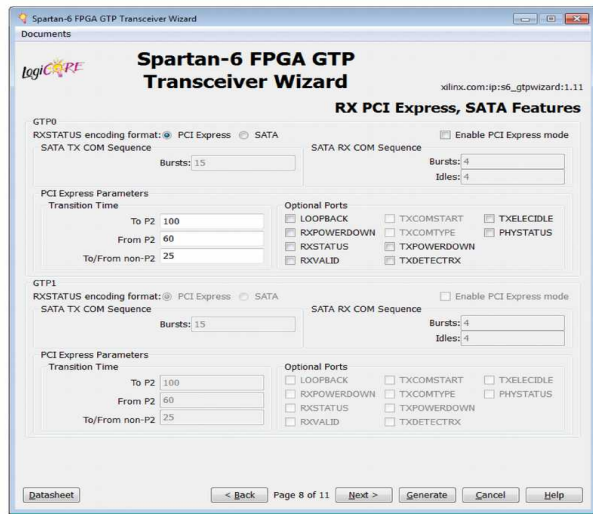 Spartan-6 FPGA GTP Transceiver Wizard
Documents
logiCORE
Spartan-6 FPGA GTP
Transceiver Wizard
xilinx.com:ip:s6_gtpwizard:1.11
RX PCI Express, SATA Features
GTP0
RXSTATUS encoding format: PCI Express SATA Enable PCI Express mode
SATA TX COM Sequence SATA RX COM Sequence
Bursts: 15 Bursts: 4
Idles: 4
PCI Express Parameters
Transition Time Optional Ports
To P2 100 LOOPBACK TXCOMSTART TXELECIDLE
From P2 60 RXPOWERDOWN TXCOMTYPE PHYSTATUS
RXSTATUS TXPOWERDOWN
To/From non-P2 25 RXVALID TXDETECTRX
GTP1
RXSTATUS encoding format: PCI Express SATA Enable PCI Express mode
SATA TX COM Sequence SATA RX COM Sequence
Bursts: 15 Bursts: 4
Idles: 4
PCI Express Parameters
Transition Time Optional Ports
To P2 100 LOOPBACK TXCOMSTART TXELECIDLE
From P2 60 RXPOWERDOWN TXCOMTYPE PHYSTATUS
RXSTATUS TXPOWERDOWN
To/From non-P2 25 RXVALID TXDETECTRX
Datasheet < Back Page 8 of 11 Next > Generate Cancel Help